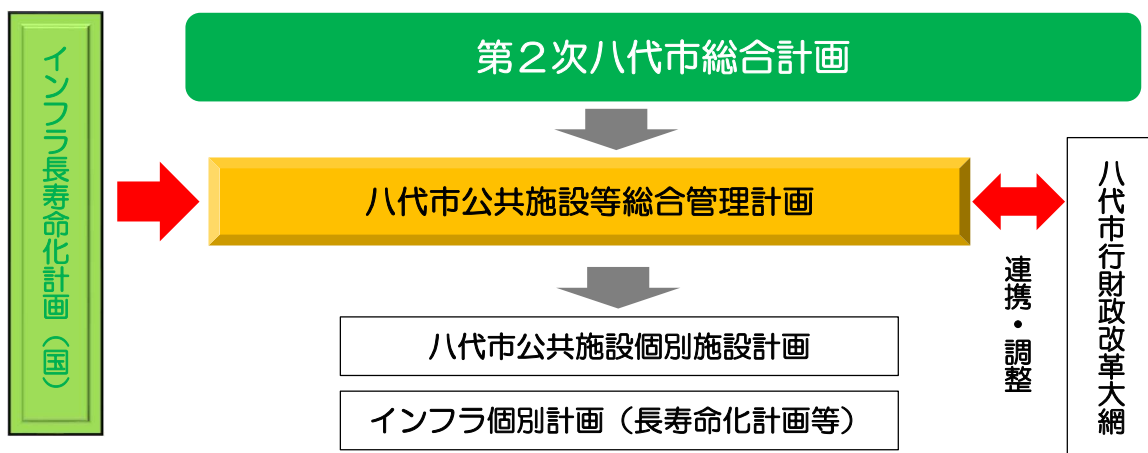 第２次八代市総合計画
インフラ長寿命化計画（国）
八代市公共施設等総合管理計画
連携・調整
八代市行財政改革大綱
八代市公共施設個別施設計画
インフラ個別計画（長寿命化計画等）